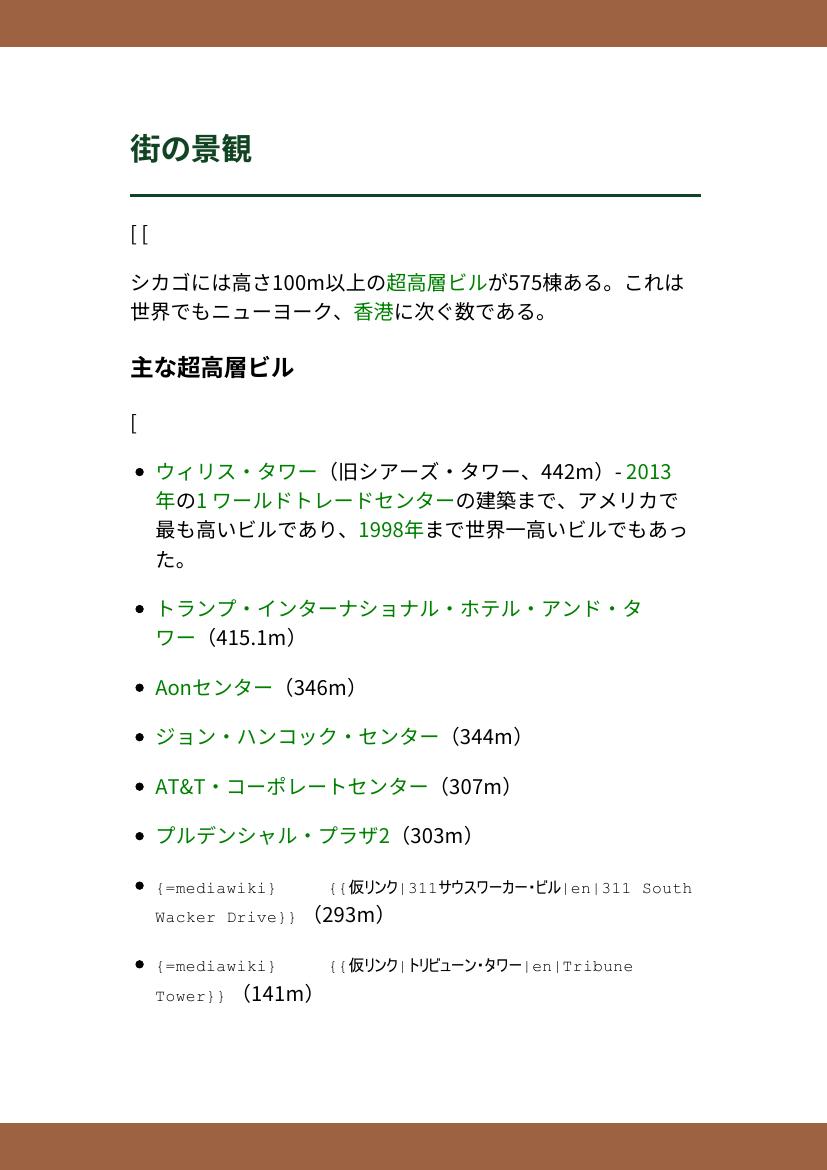 街の景観
[ [
シカゴには高さ100m以上の超高層ビルが575棟ある。これは
世界でもニューヨーク、香港に次ぐ数である。
主な超高層ビル
[
• ウィリス・タワー（旧シアーズ・タワー、442m）- 2013
年の1 ワールドトレードセンターの建築まで、アメリカで
最も高いビルであり、1998年まで世界一高いビルでもあっ
た。
• トランプ・インターナショナル・ホテル・アンド・タ
ワー（415.1m）
• Aonセンター（346m）
• ジョン・ハンコック・センター（344m）
• AT&T・コーポレートセンター（307m）
• プルデンシャル・プラザ2（303m）
• {=mediawiki} {{仮リンク|311サウスワーカー・ビル|en|311 South
Wacker Drive}} （293m）
• {=mediawiki} {{仮リンク|トリビューン・タワー|en|Tribune
Tower}} （141m）